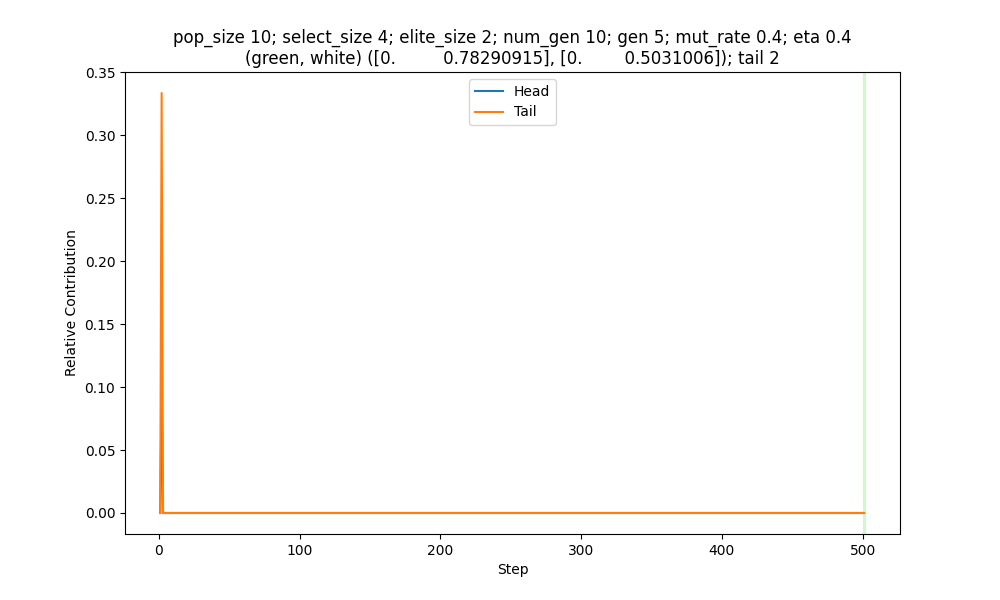 pop_size 10; select_size 4; elite_size 2; num_gen 10; gen 5; mut_rate 0.4; eta 0.4
(green, white) ([0.         0.78290915], [0.        0.5031006]); tail 2
0.35
0.30
0.25
0.20
0.15
0.10
0.05
0.00
Relative Contribution
Head
Tail
0
100
200
300
400
500
Step